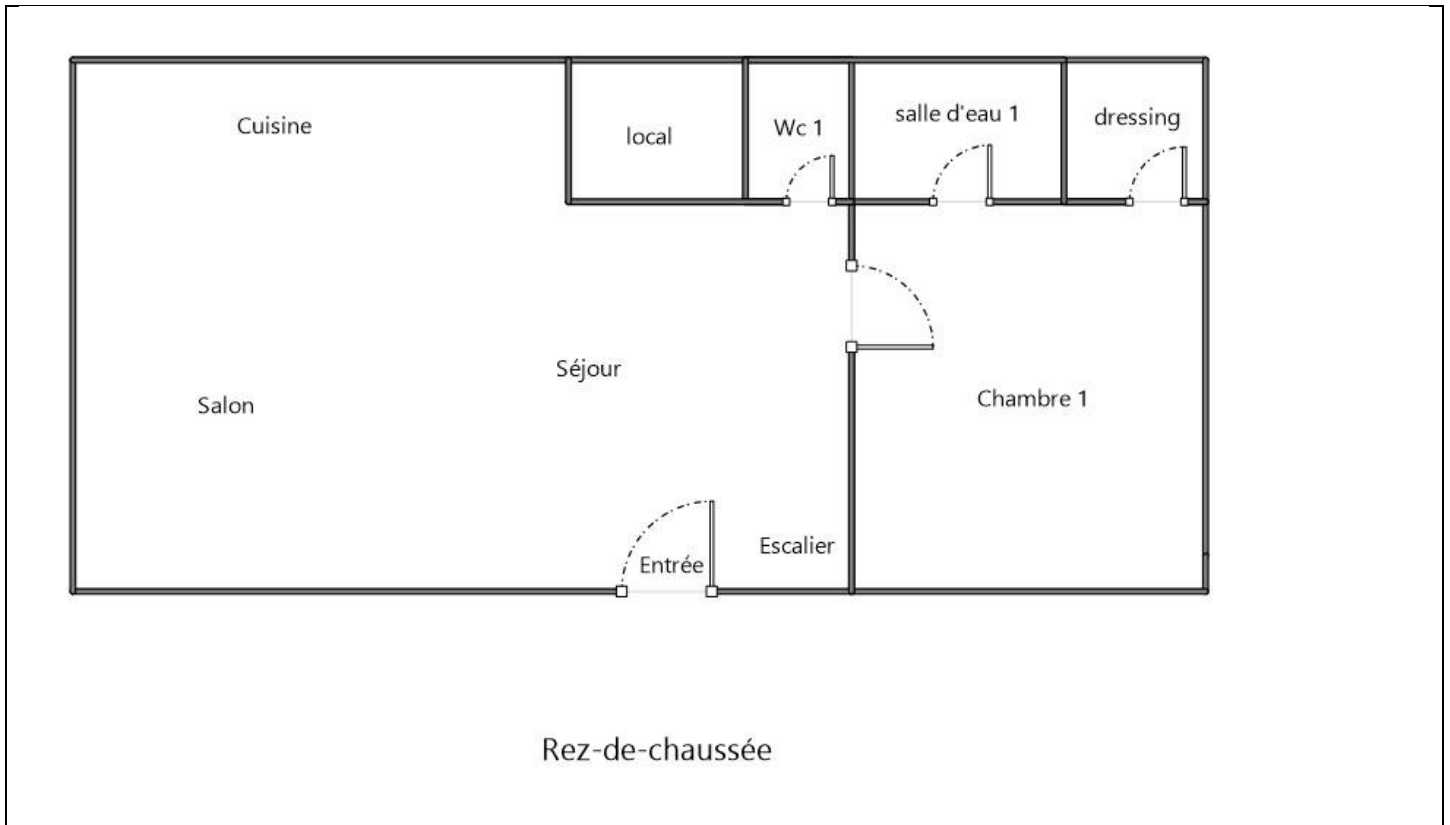 Cuisine
local
Wc 1
salle d'eau 1
dressing
Séjour
Salon
Chambre 1
Entrée
Escalier
Rez-de-chaussée